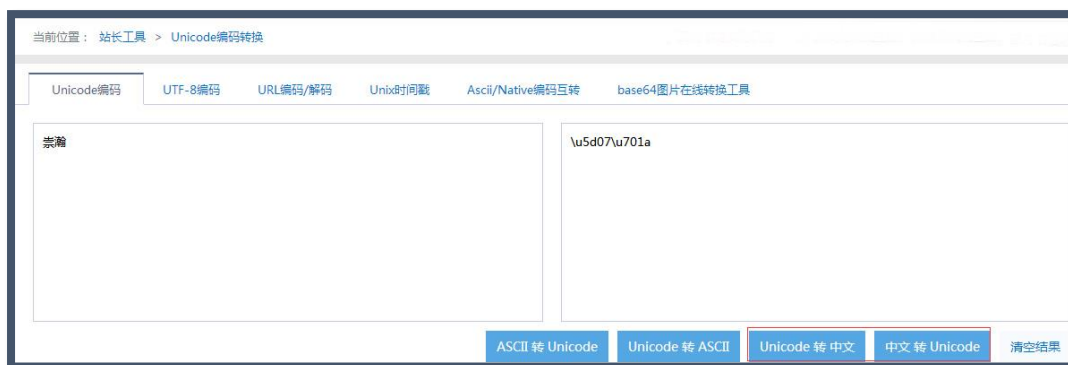 当前位置： 站长工具 > Unicode编码转换
Unicode编码 UTF-8编码 URL编码/解码 Unix时间戳 Ascii/Native编码互转 base64图片在线转换工具
崇瀚 \u5d07\u701a
ASCII 转 Unicode Unicode 转 ASCII Unicode 转 中文 中文 转 Unicode 清空结果